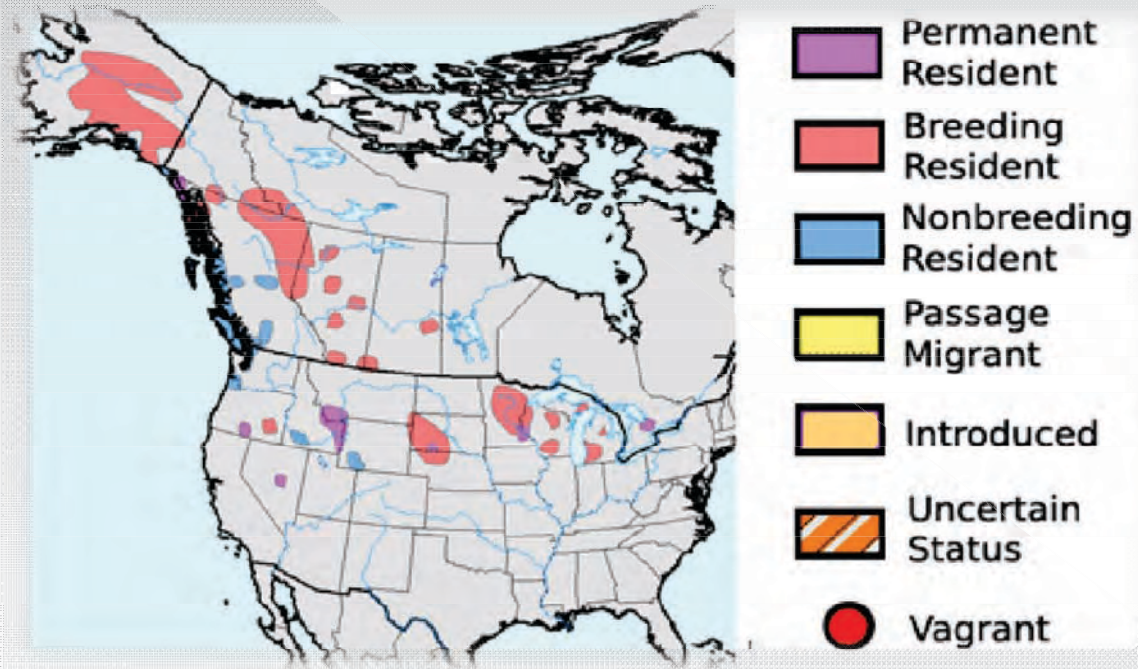 Permanent
Resident
Breeding
Resident
Nonbreeding
Resident
Passage
Migrant
Introduced
Uncertain
Status
Vagrant